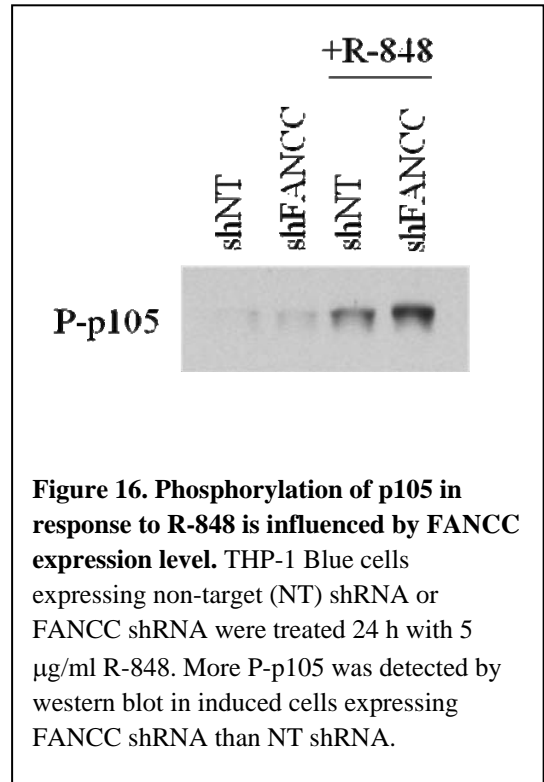 +R-848
shNT
shFANCC
shNT
shFANCC
P-p105
Figure 16. Phosphorylation of p105 in
response to R-848 is influenced by FANCC
expression level. THP-1 Blue cells
expressing non-target (NT) shRNA or
FANCC shRNA were treated 24 h with 5
μg/ml R-848. More P-p105 was detected by
western blot in induced cells expressing
FANCC shRNA than NT shRNA.